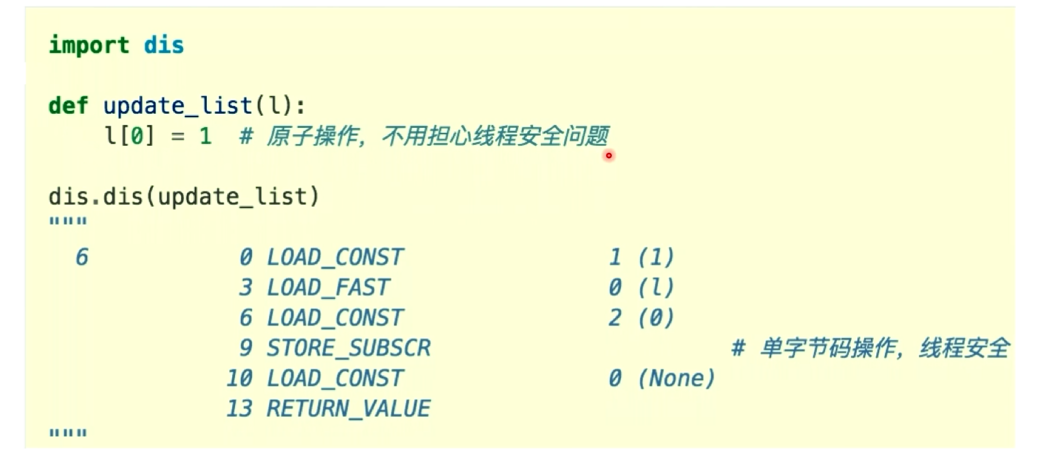 import dis
def update_list(l):
l[0] = 1 # 原子操作，不用担心线程安全问题
dis.dis(update_list)
"""
6 0 LOAD_CONST 1 (1)
3 LOAD_FAST 0 (l)
6 LOAD_CONST 2 (0)
9 STORE_SUBSCR # 单字节码操作，线程安全
10 LOAD_CONST 0 (None)
13 RETURN_VALUE
"""